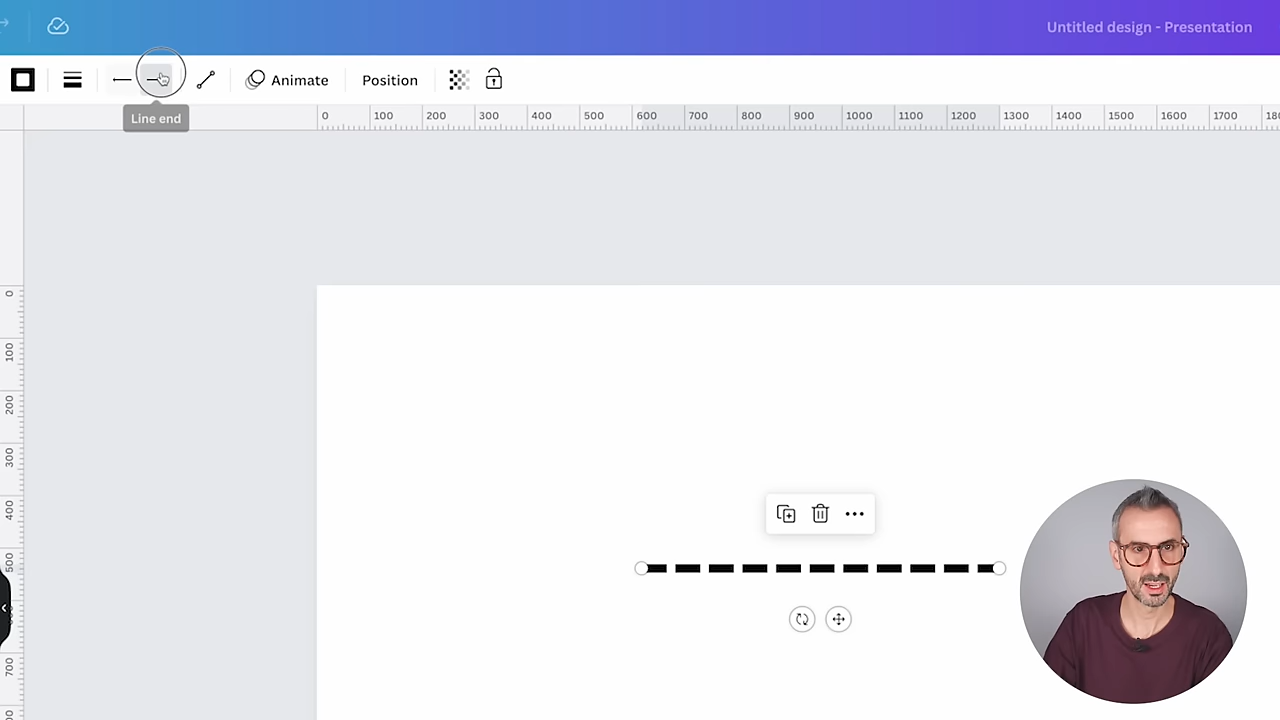 Untitled design - Presentation
Animate
Position
Line end
0 100 200 300 400 500 600 700 800 900 1000 1100 1200 1300 1400 1500 1600 1700
0
100
200
300
400
500
700